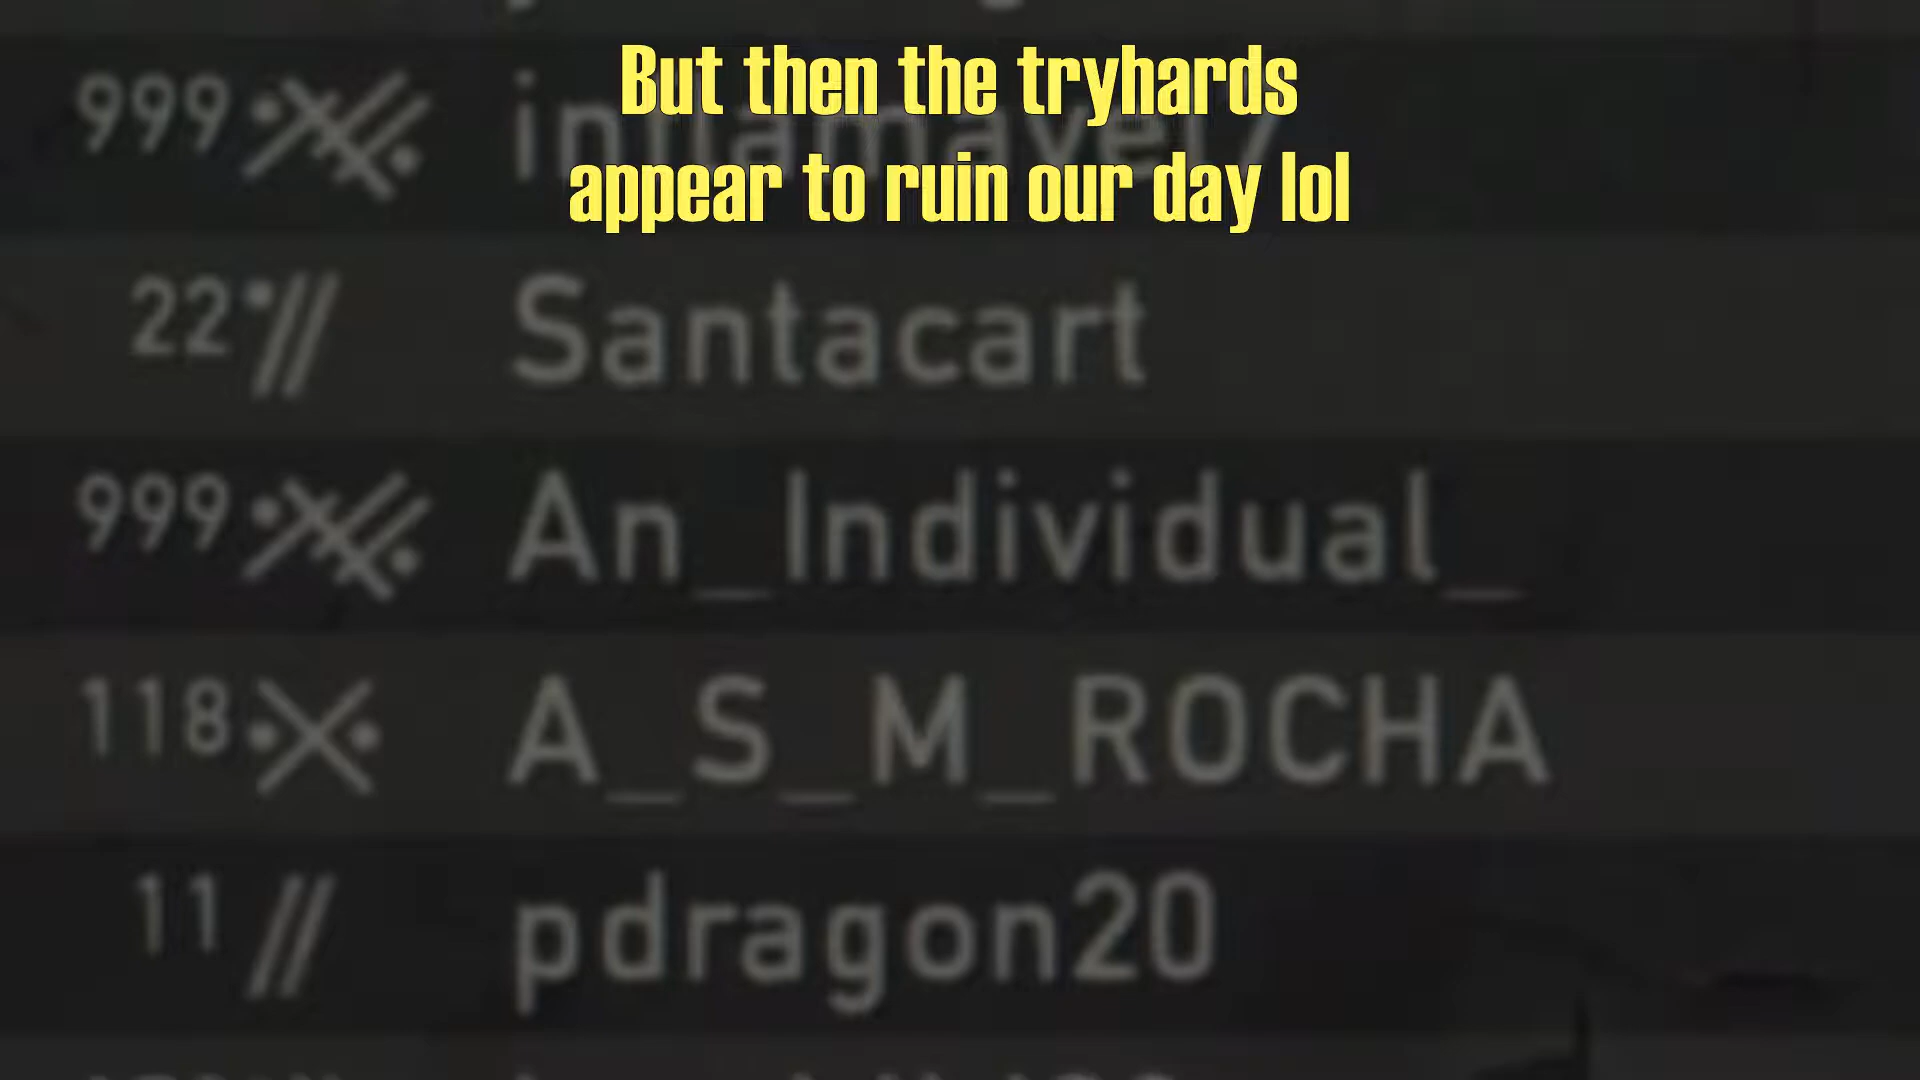 But then the tryhards
appear to ruin our day lol
999
22 Santacart
999 An_Individual_
118 A_S_M_ROCHA
11 pdragon20